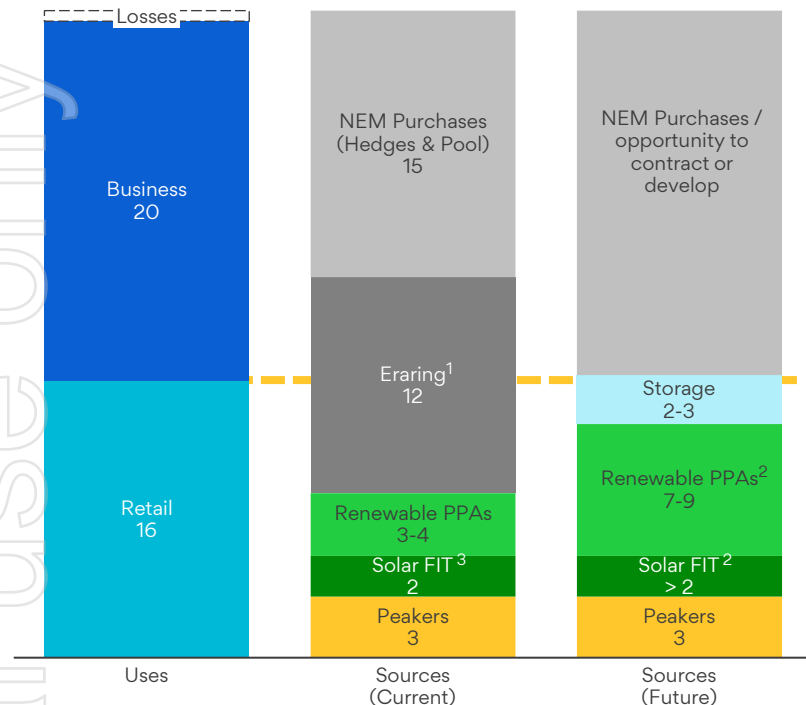 Losses
Business
20
Retail
16
Uses
NEM Purchases
(Hedges & Pool)
15
Eraring1
12
Renewable PPAs
3-4
Solar FIT 3
2
Peakers
3
Sources
(Current)
NEM Purchases /
opportunity to
contract or
develop
Storage
2-3
Renewable PPAs2
7-9
Solar FIT 2
> 2
Peakers
3
Sources
(Future)
use only